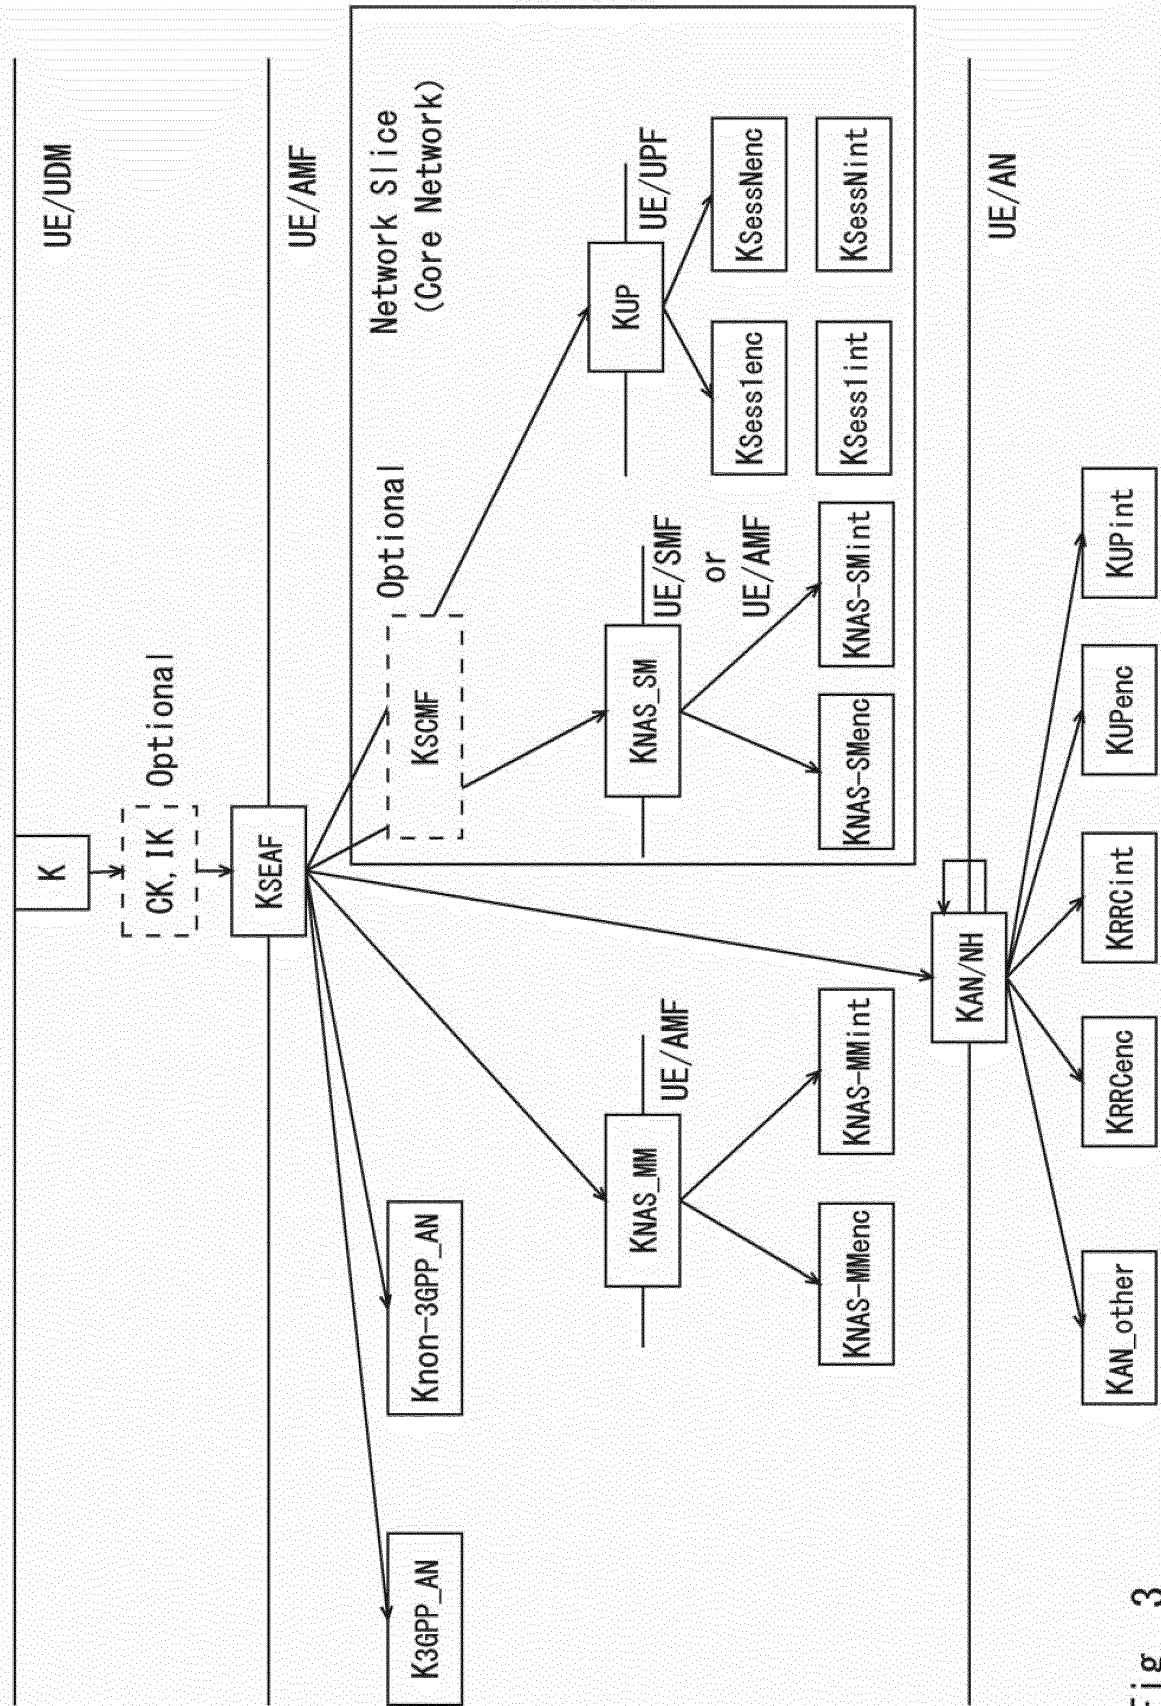 UE/UDM
K
CK, IK
Optional
KSEAF
UE/AMF
Network Slice
(Core Network)
K3GPP_AN
Knon-3GPP_AN
KSCMF
Optional
KNAS_MM
UE/AMF
KNAS_SM
UE/SMF
or
UE/AMF
KUP
UE/UPF
KNAS-MMenc
KNAS-MMint
KNAS-SMenc
KNAS-SMint
KSess1enc
KSessNenc
KSess1int
KSessNint
KAN/NH
UE/AN
KAN_other
KRRCenc
KRRCint
KUPenc
KUPint
Fig. 3